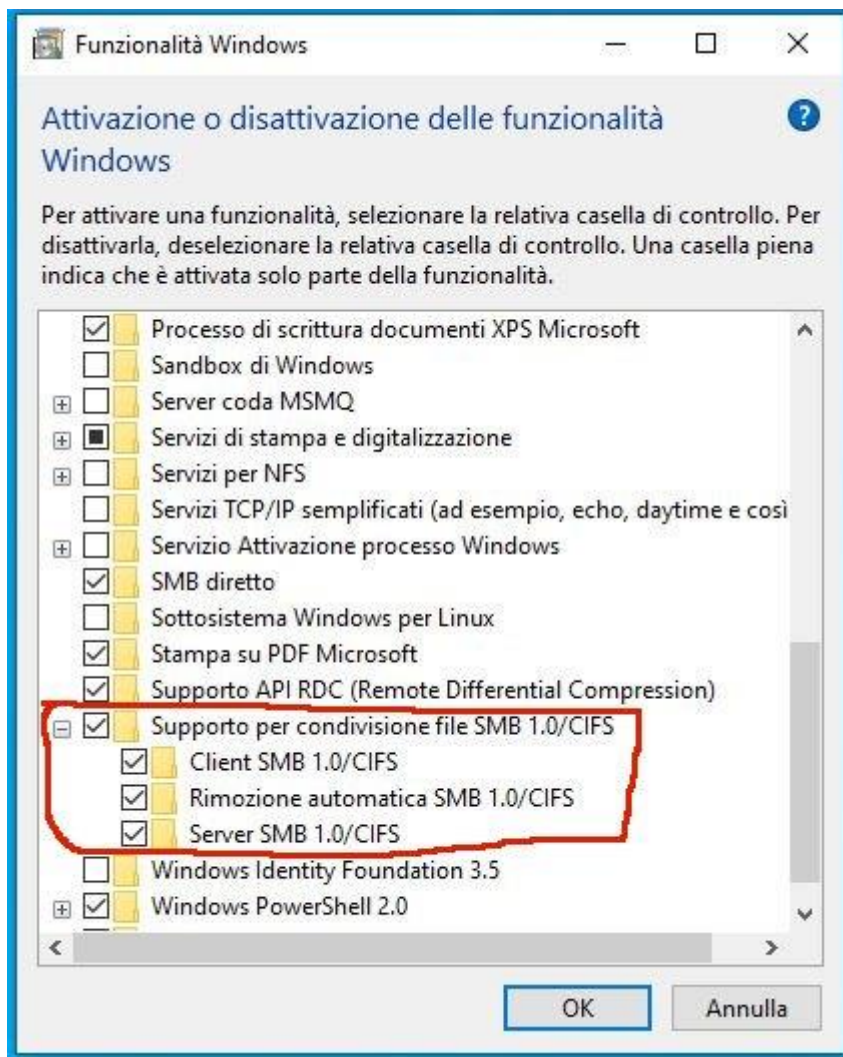 Funzionalità Windows
Attivazione o disattivazione delle funzionalità
Windows
Per attivare una funzionalità, selezionare la relativa casella di controllo. Per
disattivarla, deselezionare la relativa casella di controllo. Una casella piena
indica che è attivata solo parte della funzionalità.
Processo di scrittura documenti XPS Microsoft
Sandbox di Windows
Server coda MSMQ
Servizi di stampa e digitalizzazione
Servizi per NFS
Servizi TCP/IP semplificati (ad esempio, echo, daytime e così
Servizio Attivazione processo Windows
SMB diretto
Sottosistema Windows per Linux
Stampa su PDF Microsoft
Supporto API RDC (Remote Differential Compression)
Supporto per condivisione file SMB 1.0/CIFS
Client SMB 1.0/CIFS
Rimozione automatica SMB 1.0/CIFS
Server SMB 1.0/CIFS
Windows Identity Foundation 3.5
Windows PowerShell 2.0
OK Annulla